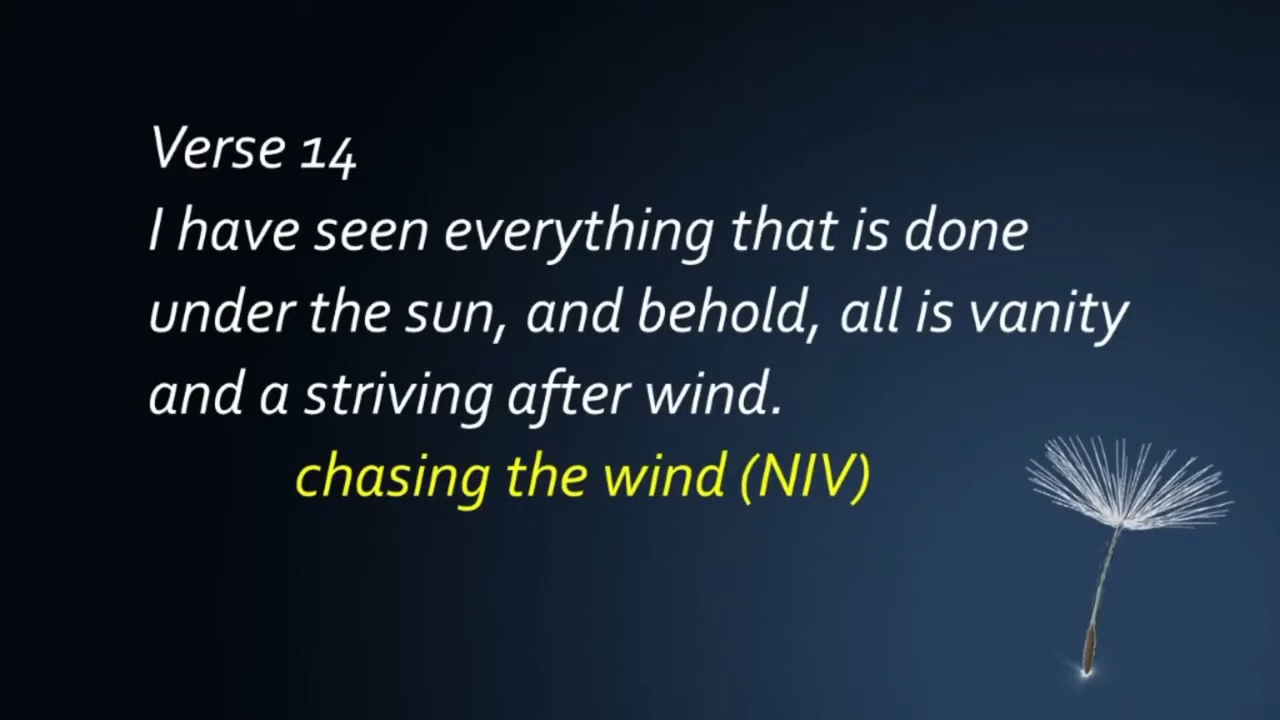 Verse 14
I have seen everything that is done
under the sun, and behold, all is vanity
and a striving after wind.
chasing the wind (NIV)